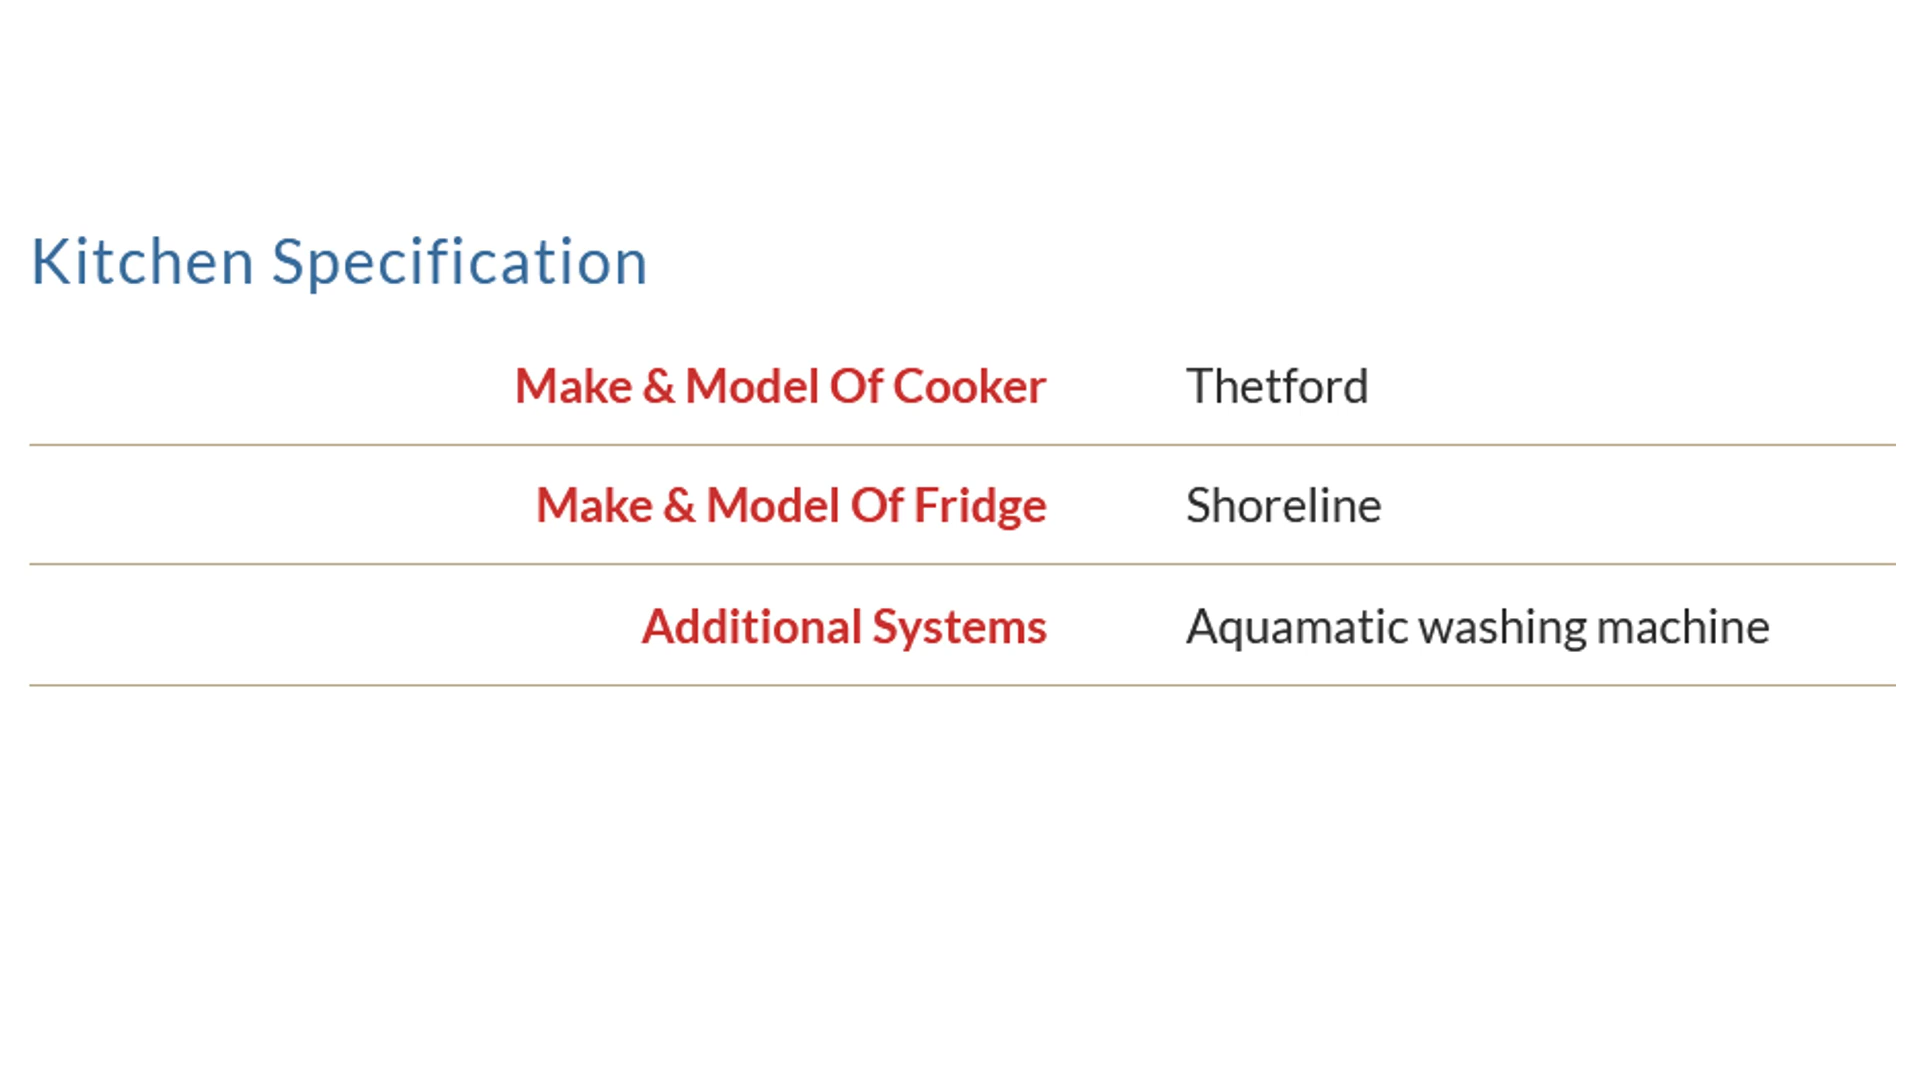 Kitchen Specification
Make & Model Of Cooker Thetford
Make & Model Of Fridge Shoreline
Additional Systems Aquamatic washing machine